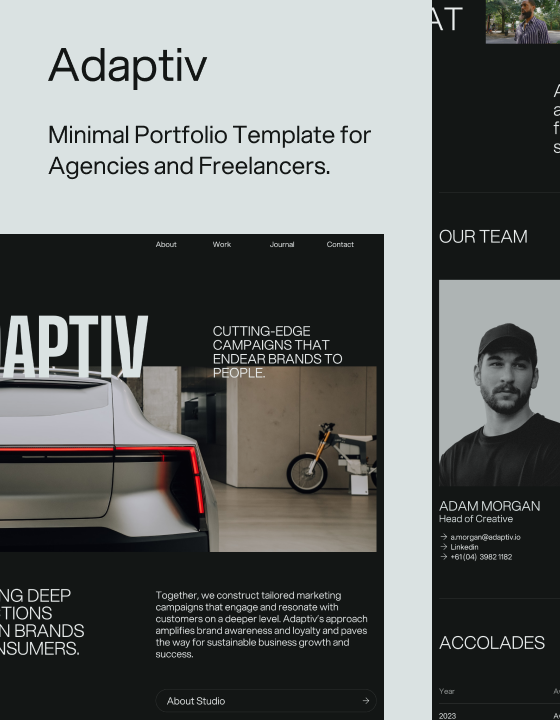 Adaptiv
Minimal Portfolio Template for
Agencies and Freelancers.
About Work Journal Contact
DAPTIV
CUTTING-EDGE
CAMPAIGNS THAT
ENDEAR BRANDS TO
PEOPLE.
NG DEEP
TIONS
N BRANDS
NSUMERS.
Together, we construct tailored marketing
campaigns that engage and resonate with
customers on a deeper level. Adaptiv's approach
amplifies brand awareness and loyalty and paves
the way for sustainable business growth and
success.
About Studio
AT
OUR TEAM
ADAM MORGAN
Head of Creative
→ a.morgan@adaptiv.io
→ Linkedin
→ +61(04) 3982 1182
ACCOLADES
Year
2023